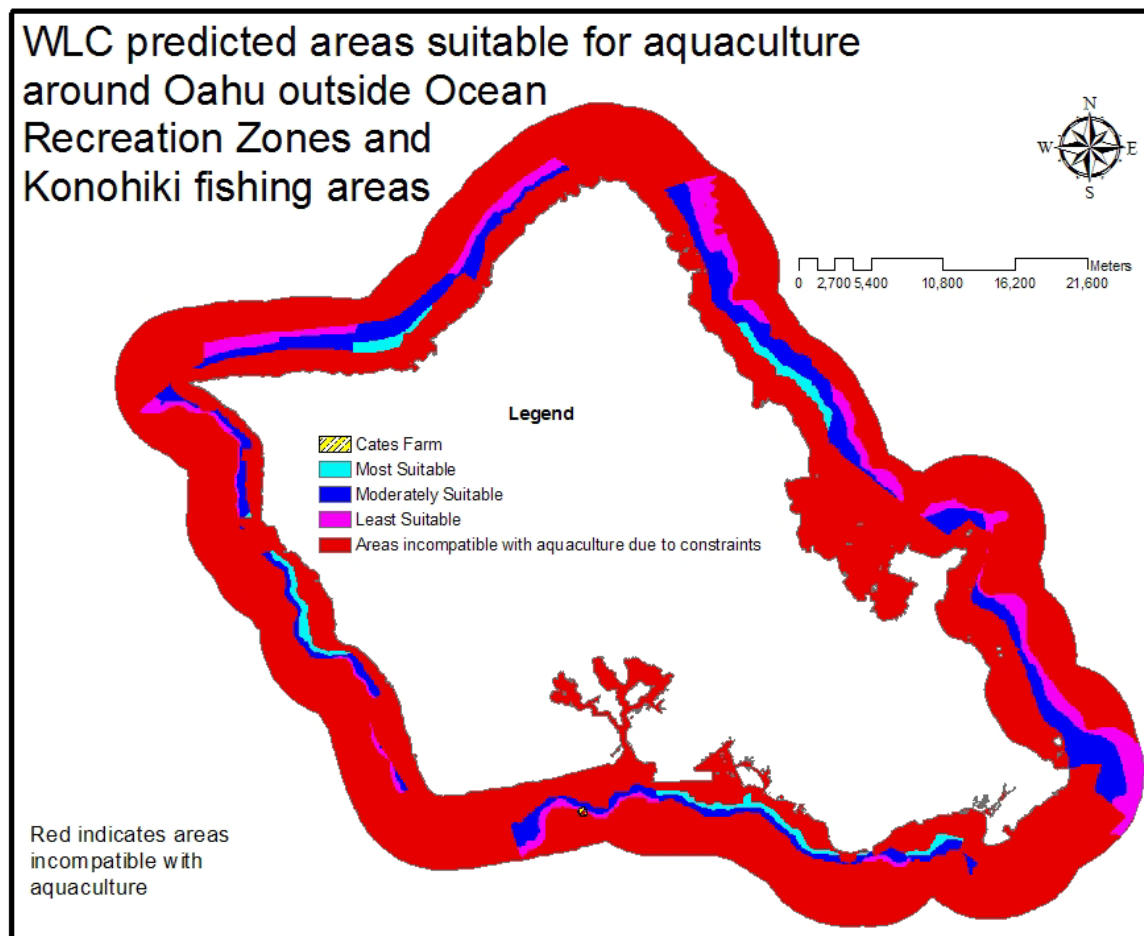 WLC predicted areas suitable for aquaculture
around Oahu outside Ocean
Recreation Zones and
Konohiki fishing areas
N
W
E
S
Meters
0 2,700 5,400 10,800 16,200 21,600
Legend
Cates Farm
Most Suitable
Moderately Suitable
Least Suitable
Areas incompatible with aquaculture due to constraints
Red indicates areas
incompatible with
aquaculture